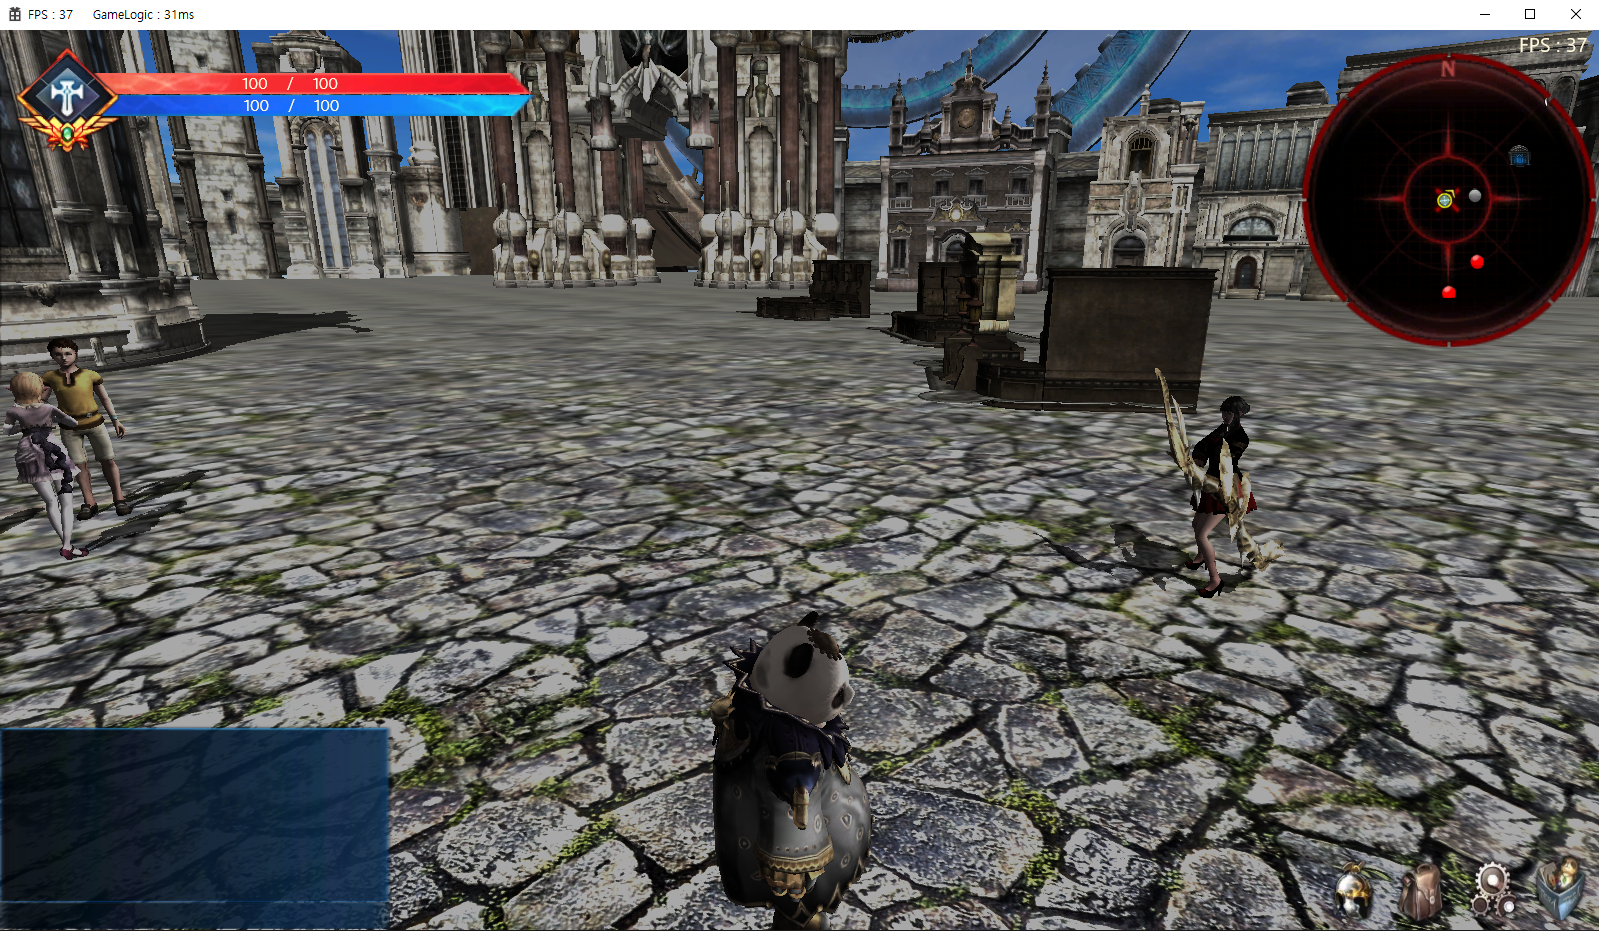 FPS : 37 GameLogic : 31ms
FPS : 37
100 / 100
100 / 100
N